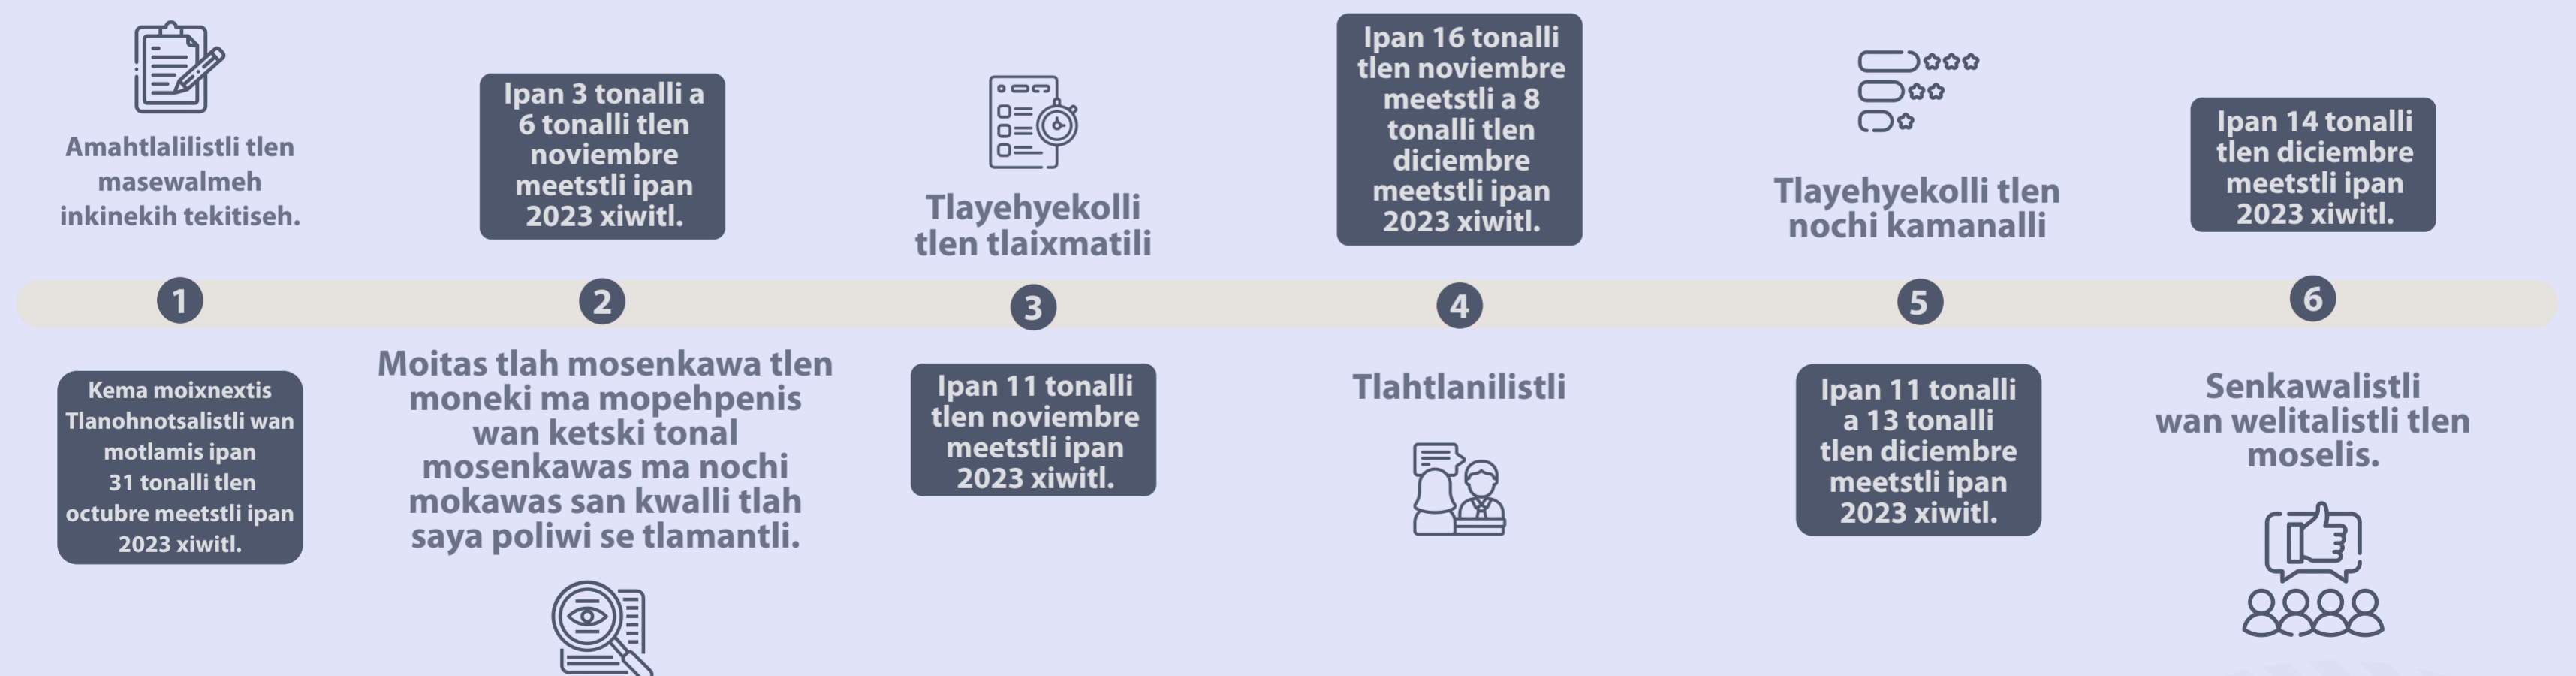 Amahtlalilistli tlen
masewalmeh
inkinekih tekitiseh.
1
Kema moixnextis
Tlanohnotsalistli wan
motlamis ipan
31 tonalli tlen
octubre meetstli ipan
2023 xiwitl.
Ipan 3 tonalli a
6 tonalli tlen
noviembre
meetstli ipan
2023 xiwitl.
2
Moitas tlah mosenkawa tlen
moneki ma mopehpenis
wan ketski tonal
mosenkawas ma nochi
mokawas san kwalli tlah
saya poliwi se tlamantli.
Tlayehyekolli
tlen tlaixmatili
3
Ipan 11 tonalli
tlen noviembre
meetstli ipan
2023 xiwitl.
Ipan 16 tonalli
tlen noviembre
meetstli a 8
tonalli tlen
diciembre
meetstli ipan
2023 xiwitl.
4
Tlahtlanilistli
Tlayehyekolli tlen
nochi kamanalli
5
Ipan 11 tonalli
a 13 tonalli
tlen diciembre
meetstli ipan
2023 xiwitl.
Ipan 14 tonalli
tlen diciembre
meetstli ipan
2023 xiwitl.
6
Senkawalistli
wan welitalistli tlen
moselis.